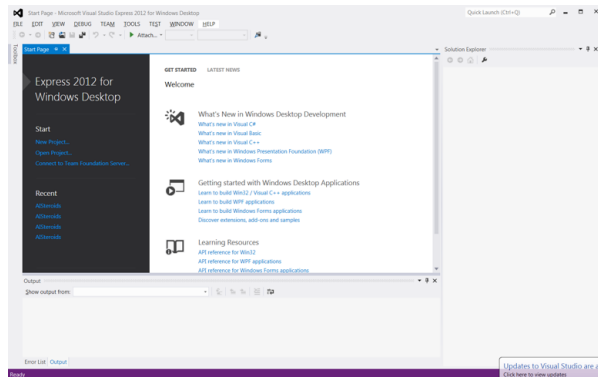 Start Page - Microsoft Visual Studio Express 2012 for Windows Desktop
Quick Launch (Ctrl+Q)
FILE EDIT VIEW DEBUG TEAM TOOLS TEST WINDOW HELP
Attach...
Toolbox
Start Page
Solution Explorer
GET STARTED LATEST NEWS
Express 2012 for
Windows Desktop
Welcome
Start
New Project...
Open Project...
Connect to Team Foundation Server...
Recent
AISteroids
AISteroids
AISteroids
AISteroids
What's New in Windows Desktop Development
What's new in Visual C#
What's new in Visual Basic
What's new in Visual C++
What's new in Windows Presentation Foundation (WPF)
What's new in Windows Forms
Getting started with Windows Desktop Applications
Learn to build Win32 / Visual C++ applications
Learn to build WPF applications
Learn to build Windows Forms applications
Discover extensions, add-ons and samples
Learning Resources
API reference for Win32
API reference for WPF applications
API reference for Windows Forms applications
Output
Show output from:
Error List Output
Updates to Visual Studio are a
Click here to view updates
Ready